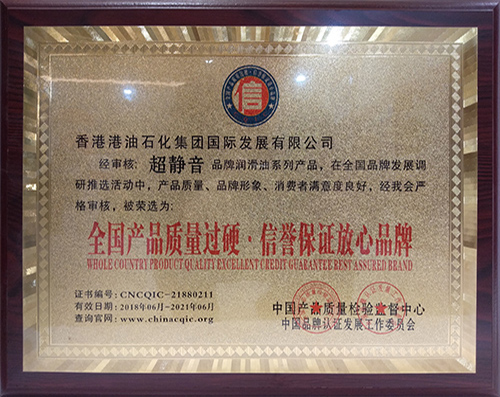 信
香港港油石化集团国际发展有限公司
经审核：超静音 品牌润滑油系列产品，在全国品牌发展调
研推选活动中，产品质量、品牌形象、消费者满意度良好，经我会严
格审核，被荣选为：
全国产品质量过硬·信誉保证放心品牌
WHOLE COUNTRY PRODUCT QUALITY EXCELLENT CREDIT GUARANTEE BEST ASSURED BRAND
证书编号：CNCQIC-21880211
有效日期：2018年06月-2021年06月
查询官网：www.chinacqic.org
中国产品质量检验监督中心
中国品牌认证发展工作委员会